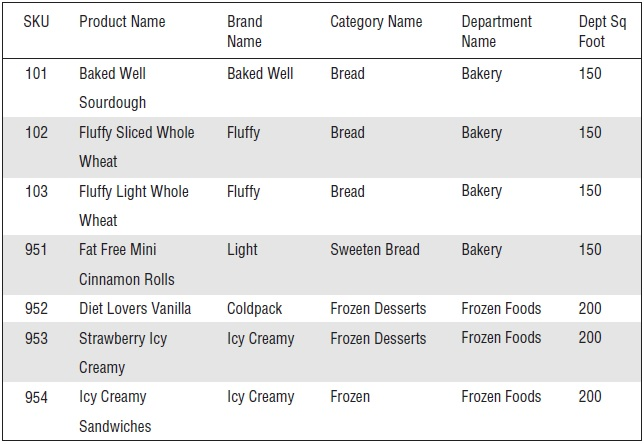 SKU Product Name Brand Name Category Name Department Name Dept Sq Foot
101 Baked Well Sourdough Baked Well Bread Bakery 150
102 Fluffy Sliced Whole Wheat Fluffy Bread Bakery 150
103 Fluffy Light Whole Wheat Fluffy Bread Bakery 150
951 Fat Free Mini Cinnamon Rolls Light Sweeten Bread Bakery 150
952 Diet Lovers Vanilla Coldpack Frozen Desserts Frozen Foods 200
953 Strawberry Icy Creamy Icy Creamy Frozen Desserts Frozen Foods 200
954 Icy Creamy Sandwiches Icy Creamy Frozen Frozen Foods 200